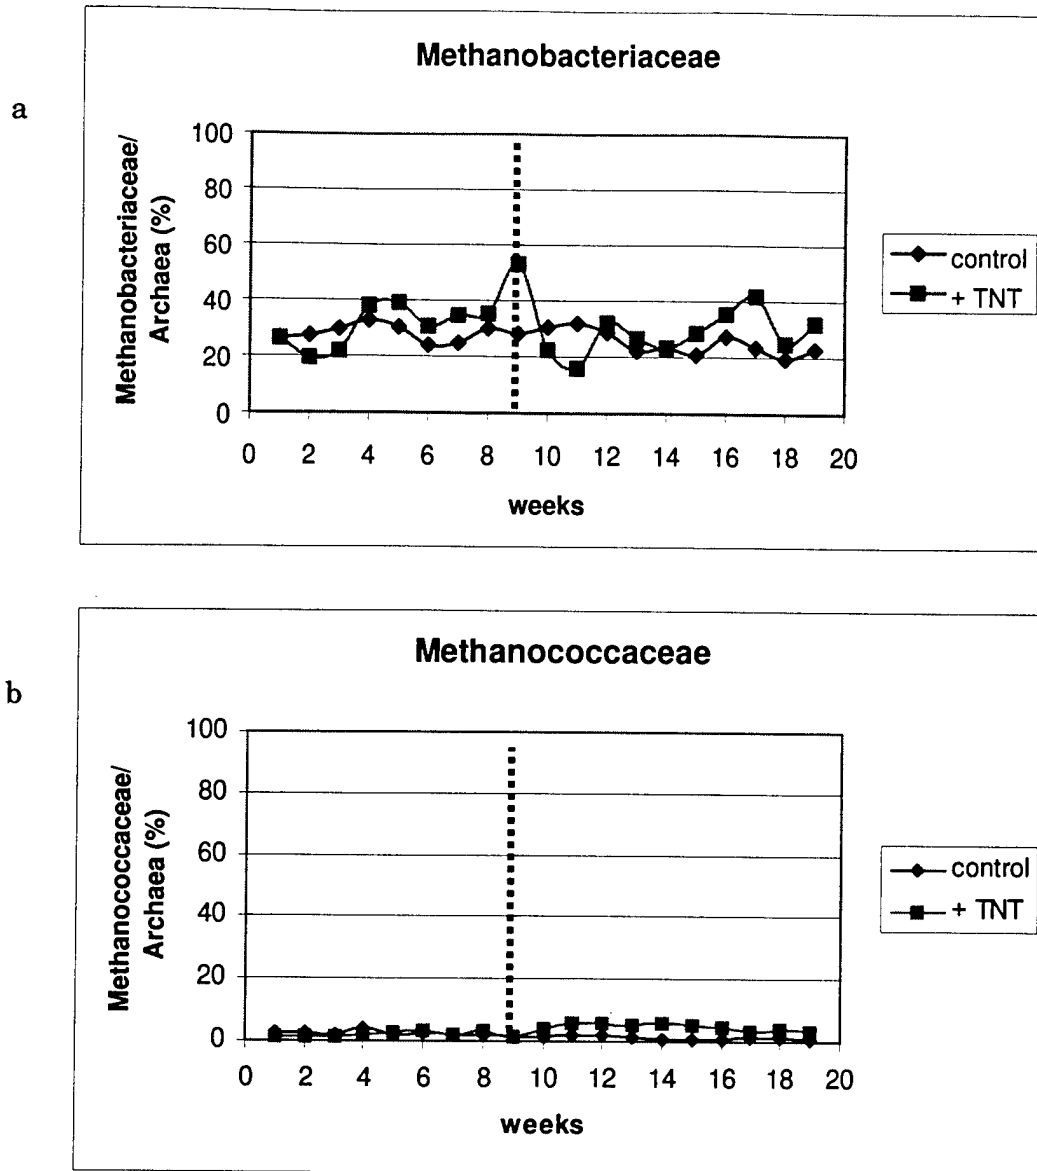 a
Methanobacteriaceae
Methanobacteriaceae/
Archaea (%)
100
80
60
40
20
0
0 2 4 6 8 10 12 14 16 18 20
weeks
control
+ TNT
b
Methanococcaceae
Methanococcaceae/
Archaea (%)
100
80
60
40
20
0
0 2 4 6 8 10 12 14 16 18 20
weeks
control
+ TNT